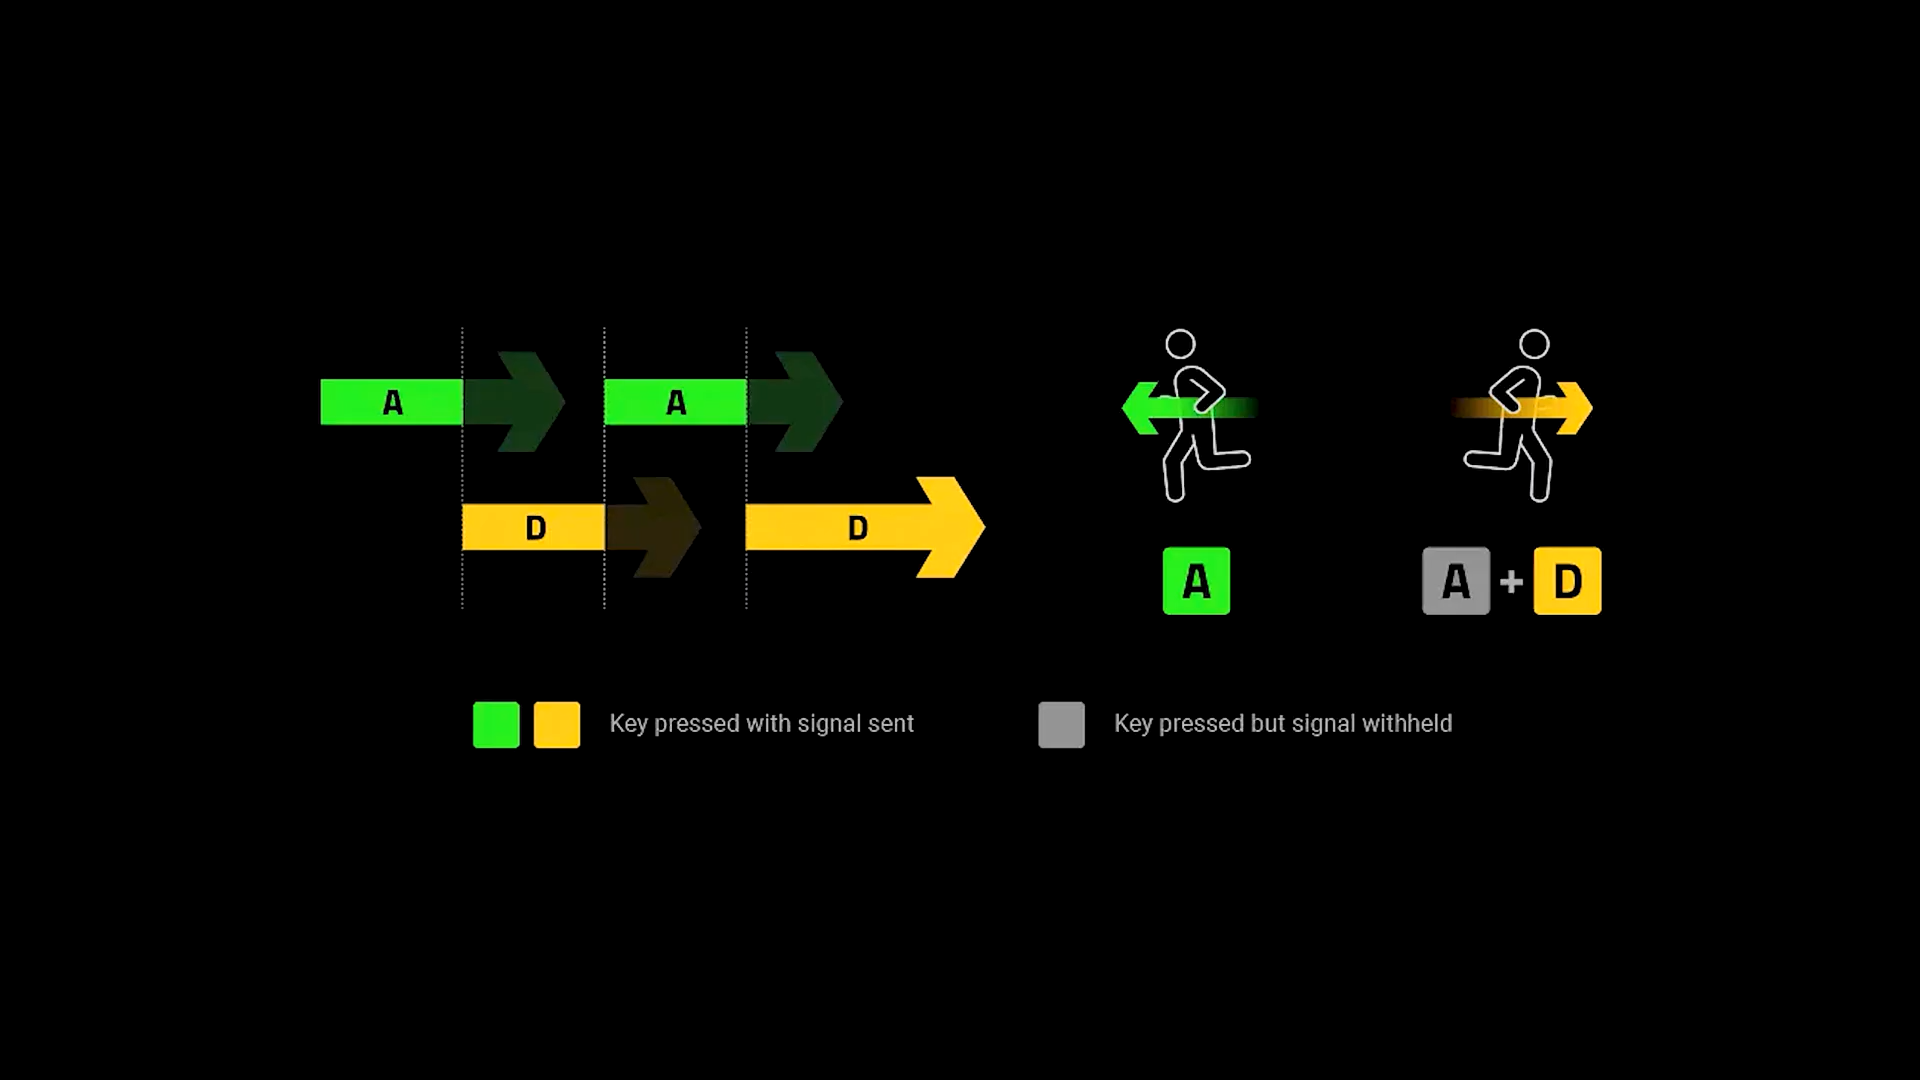 A
A
D
D
A
A + D
Key pressed with signal sent
Key pressed but signal withheld